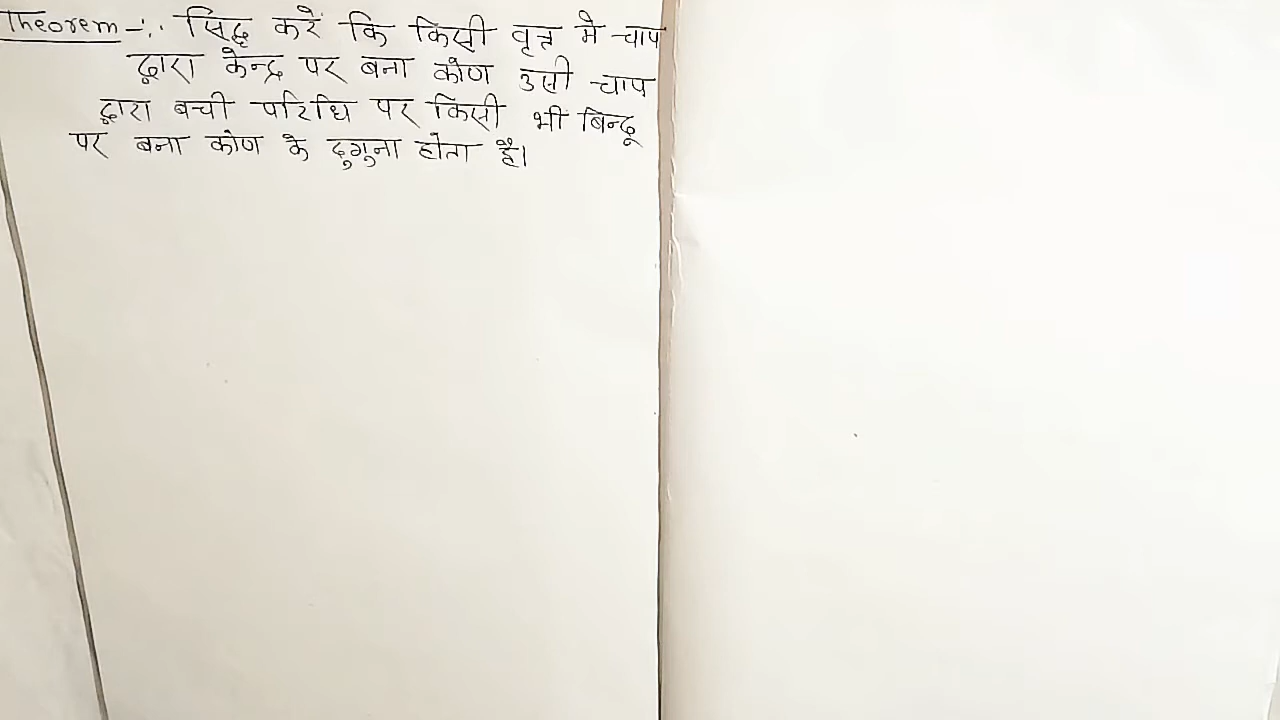 Theorem -:. सिद्ध करें कि किसी वृत्त मे चाप
द्वारा केन्द्र पर बना कोण उसी चाप
द्वारा बची परिधि पर किसी भी बिन्दू
पर बना कोण के दुगुना होता है।